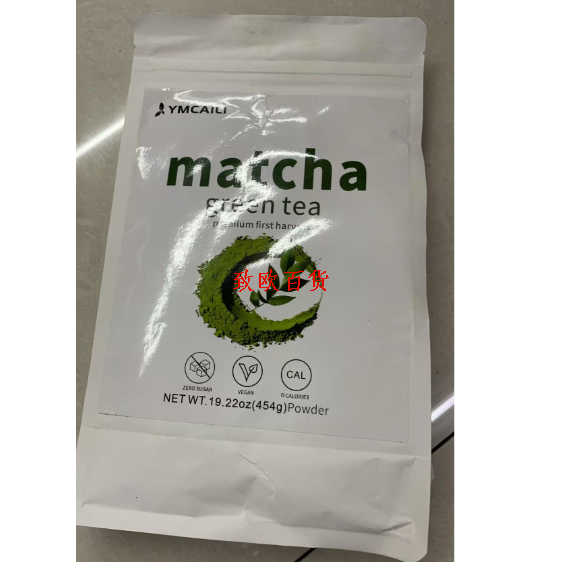 YMCAILI
matcha
green tea
premium first harvest
致欧百货
ZERO SUGAR
VEGAN
CAL
0 CALORIES
NET WT.19.22oz(454g)Powder